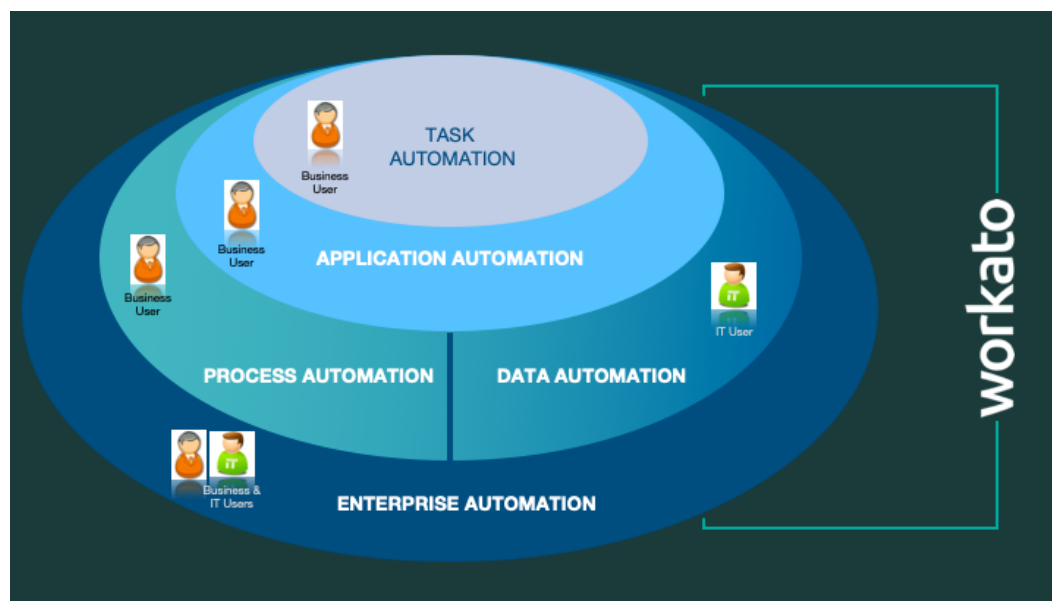 TASK
AUTOMATION
Business
User
Business
User
APPLICATION AUTOMATION
Business
User
iT
IT User
PROCESS AUTOMATION
DATA AUTOMATION
iT
Business &
IT Users
ENTERPRISE AUTOMATION
workato